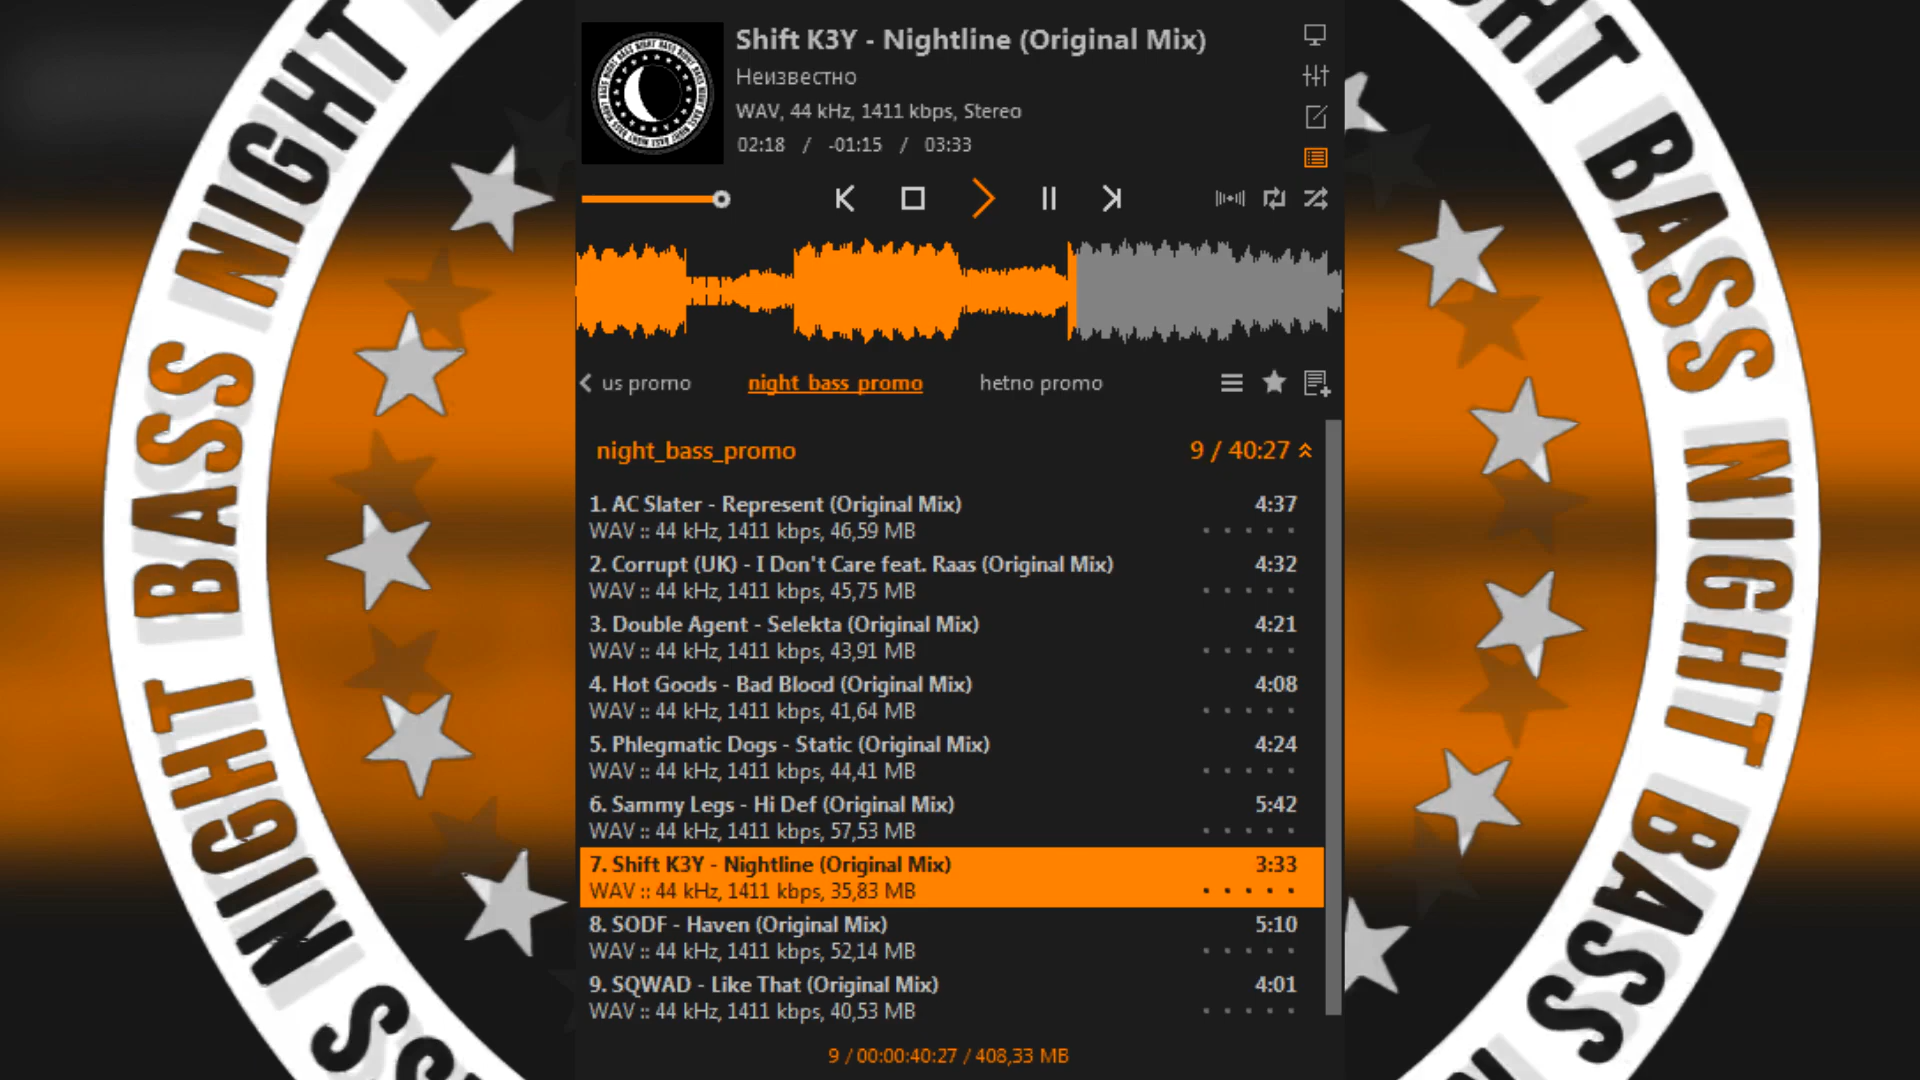 Shift K3Y - Nightline (Original Mix)
Неизвестно
WAV, 44 kHz, 1411 kbps, Stereo
02:18 / -01:15 / 03:33
us promo
night_bass_promo
hetno promo
night_bass_promo
9 / 40:27
1. AC Slater - Represent (Original Mix)
4:37
WAV :: 44 kHz, 1411 kbps, 46,59 MB
2. Corrupt (UK) - I Don't Care feat. Raas (Original Mix)
4:32
WAV :: 44 kHz, 1411 kbps, 45,75 MB
3. Double Agent - Selekta (Original Mix)
4:21
WAV :: 44 kHz, 1411 kbps, 43,91 MB
4. Hot Goods - Bad Blood (Original Mix)
4:08
WAV :: 44 kHz, 1411 kbps, 41,64 MB
5. Phlegmatic Dogs - Static (Original Mix)
4:24
WAV :: 44 kHz, 1411 kbps, 44,41 MB
6. Sammy Legs - Hi Def (Original Mix)
5:42
WAV :: 44 kHz, 1411 kbps, 57,53 MB
7. Shift K3Y - Nightline (Original Mix)
3:33
WAV :: 44 kHz, 1411 kbps, 35,83 MB
8. SODF - Haven (Original Mix)
5:10
WAV :: 44 kHz, 1411 kbps, 52,14 MB
9. SQWAD - Like That (Original Mix)
4:01
WAV :: 44 kHz, 1411 kbps, 40,53 MB
9 / 00:00:40:27 / 408,33 MB
NIGHT BASS NIGHT
BASS NIGHT BASS